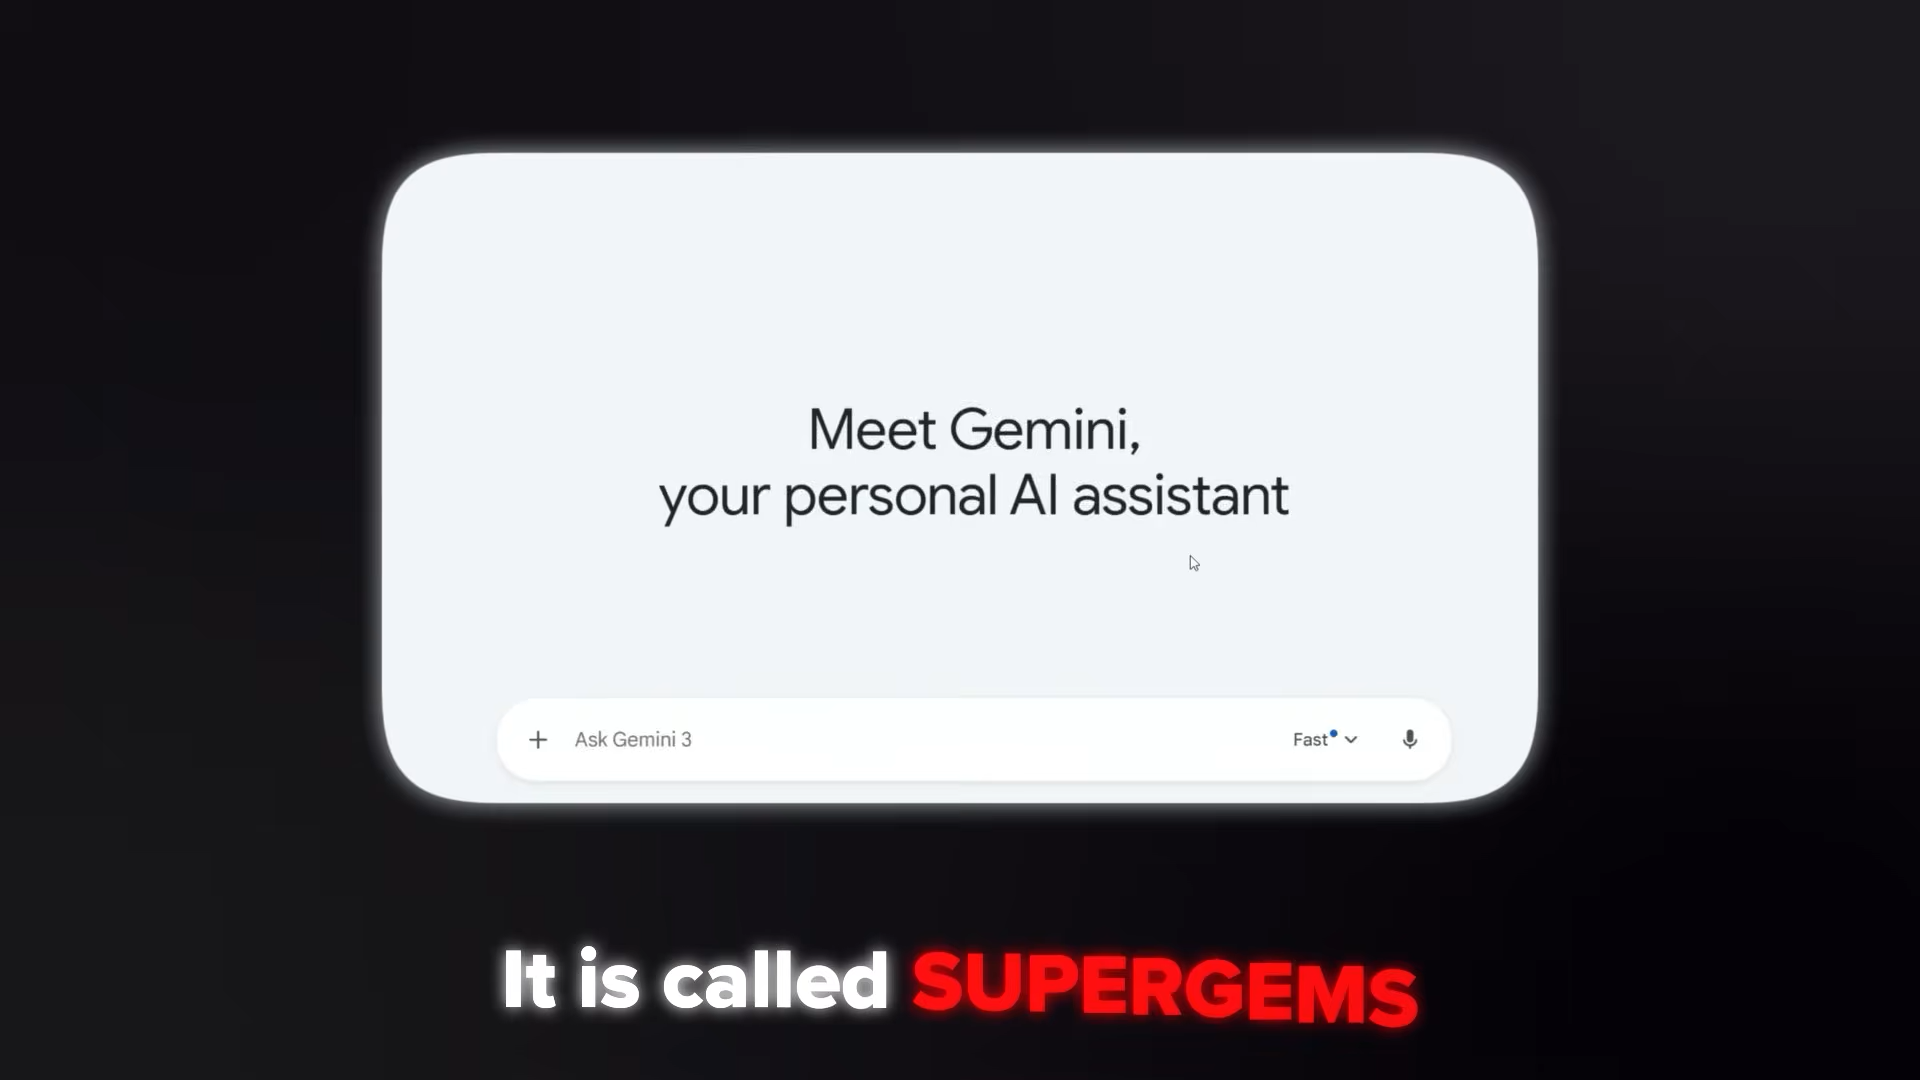 Meet Gemini,
your personal AI assistant
Ask Gemini 3
Fast
It is called SUPERGEMS